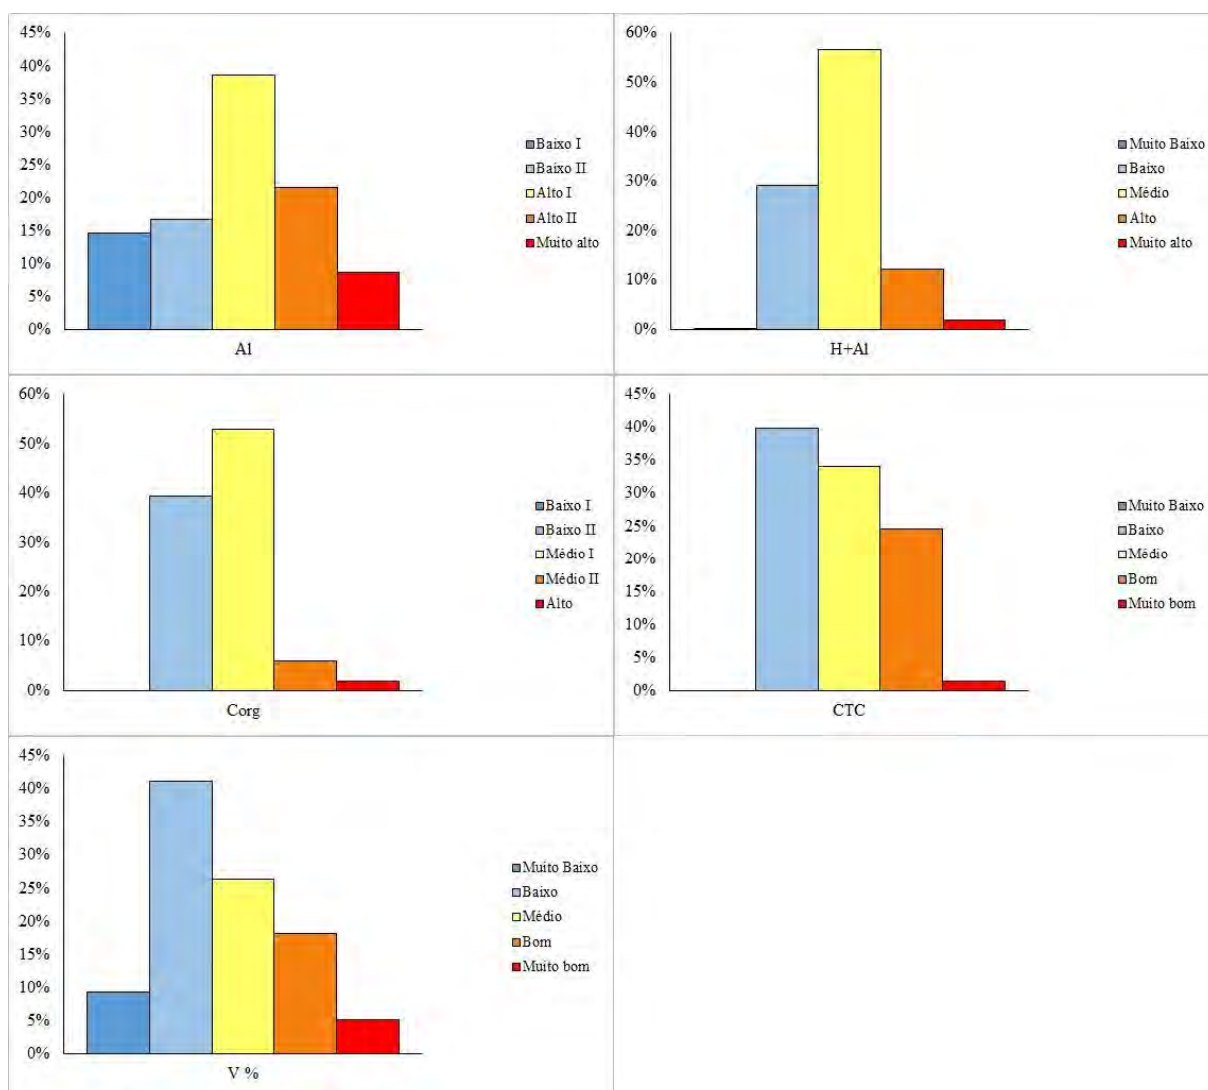 45%
40%
35%
30%
25%
20%
15%
10%
5%
0%
Al
Baixo I
Baixo II
Alto I
Alto II
Muito alto
60%
50%
40%
30%
20%
10%
0%
H+Al
Muito Baixo
Baixo
Médio
Alto
Muito alto
60%
50%
40%
30%
20%
10%
0%
Corg
Baixo I
Baixo II
Médio I
Médio II
Alto
45%
40%
35%
30%
25%
20%
15%
10%
5%
0%
CTC
Muito Baixo
Baixo
Médio
Bom
Muito bom
45%
40%
35%
30%
25%
20%
15%
10%
5%
0%
V %
Muito Baixo
Baixo
Médio
Bom
Muito bom